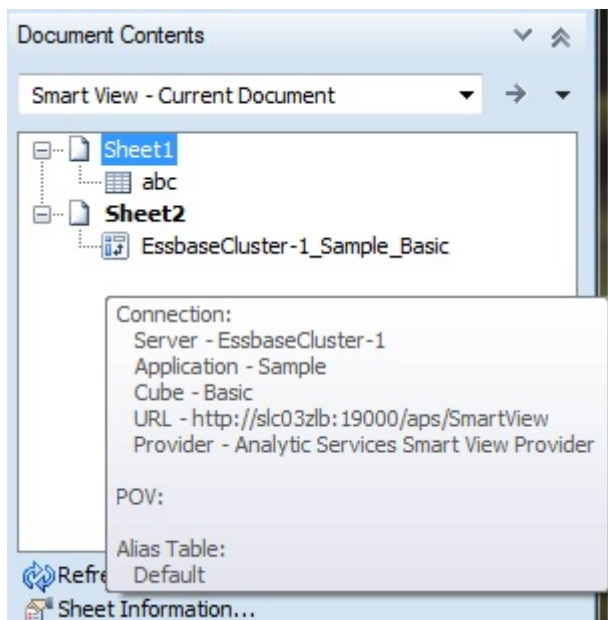 Document Contents
Smart View - Current Document
Sheet1
abc
Sheet2
EssbaseCluster-1_Sample_Basic
Connection:
Server - EssbaseCluster-1
Application - Sample
Cube - Basic
URL - http://slc03zlb:19000/aps/SmartView
Provider - Analytic Services Smart View Provider
POV:
Alias Table:
Default
Refre
Sheet Information...